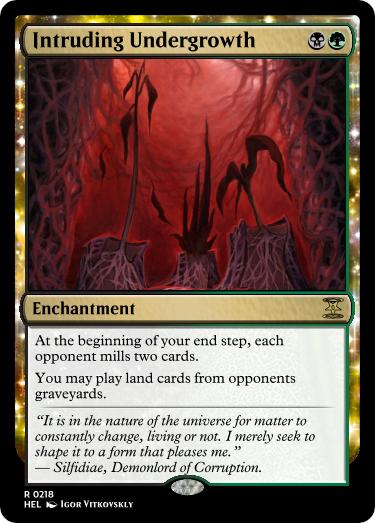 Intruding Undergrowth
Enchantment
At the beginning of your end step, each
opponent mills two cards.
You may play land cards from opponents
graveyards.
“It is in the nature of the universe for matter to
constantly change, living or not. I merely seek to
shape it to a form that pleases me.”
— Silfidiae, Demonlord of Corruption.
R 0218
HEL Igor Vitkovskly